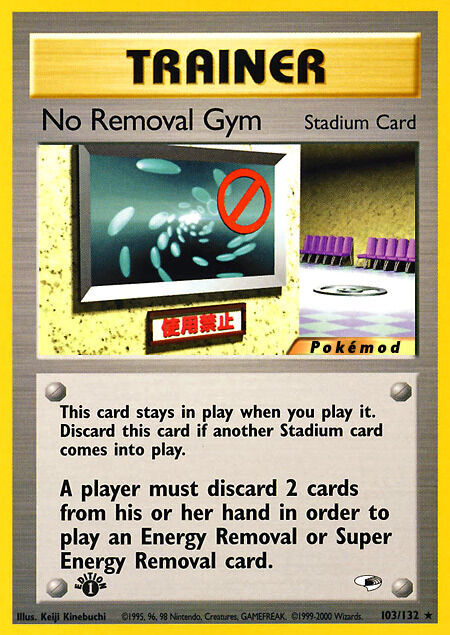 TRAINER
No Removal Gym Stadium Card
使用禁止
Pokémod
This card stays in play when you play it.
Discard this card if another Stadium card
comes into play.
A player must discard 2 cards
from his or her hand in order to
play an Energy Removal or Super
Energy Removal card.
EDITION
1
Illus. Keiji Kinebuchi ©1995, 96, 98 Nintendo, Creatures, GAMEFREAK. ©1999-2000 Wizards. 103/132 ★